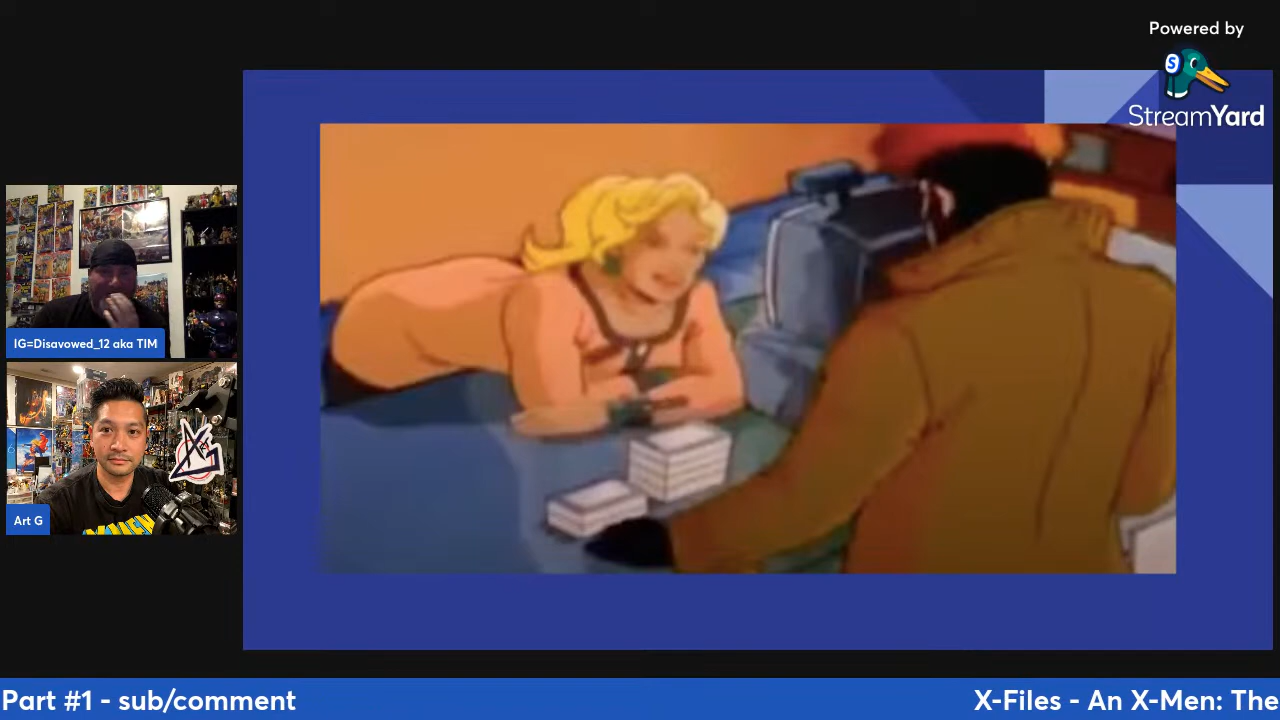 Powered by
StreamYard
IG=Disavowed_12 aka TIM
Art G
Part #1 - sub/comment
X-Files - An X-Men: The